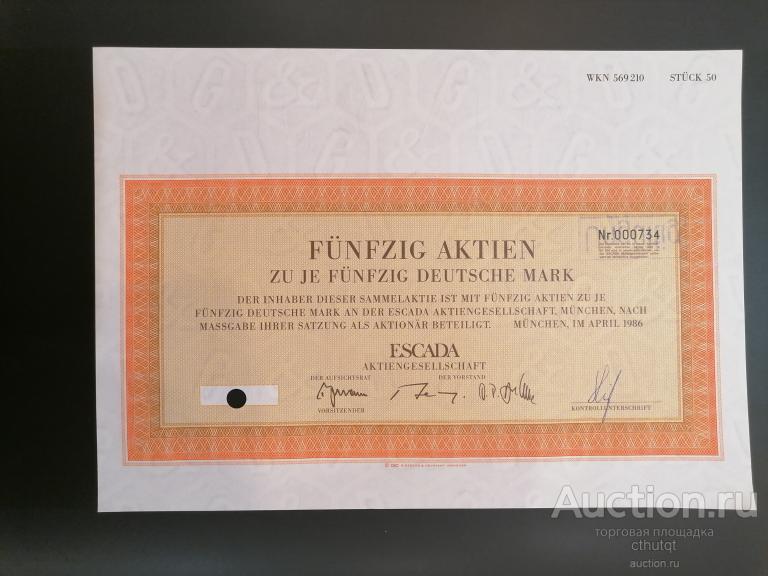 WKN 569210 STÜCK 50
Nr.000734
FÜNFZIG AKTIEN
ZU JE FÜNFZIG DEUTSCHE MARK
DER INHABER DIESER SAMMELAKTIE IST MIT FÜNFZIG AKTIEN ZU JE
FÜNFZIG DEUTSCHE MARK AN DER ESCADA AKTIENGESELLSCHAFT, MÜNCHEN, NACH
MASSGABE IHRER SATZUNG ALS AKTIONÄR BETEILIGT. MÜNCHEN, IM APRIL 1986
ESCADA
AKTIENGESELLSCHAFT
DER AUFSICHTSRAT DER VORSTAND
VORSITZENDER
KONTROLLUNTERSCHRIFT
Auction.ru
торговая площадка
cthutqt
auction.ru